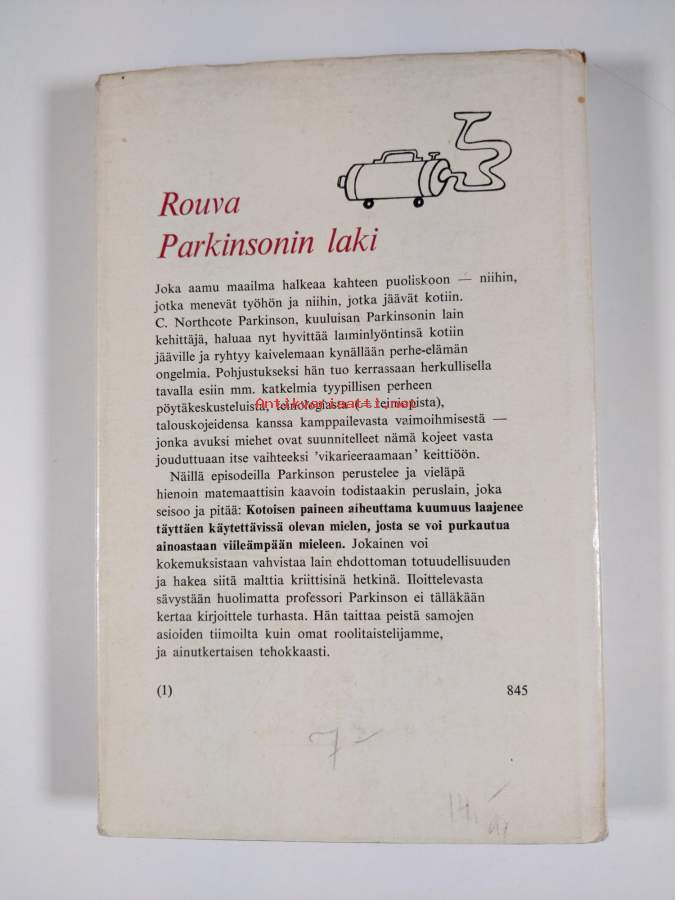 Rouva
Parkinsonin laki
Joka aamu maailma halkeaa kahteen puoliskoon — niihin,
jotka menevät työhön ja niihin, jotka jäävät kotiin.
C. Northcote Parkinson, kuuluisan Parkinsonin lain
kehittäjä, haluaa nyt hyvittää laiminlyöntinsä kotiin
jääville ja ryhtyy kaivelemaan kynällään perhe-elämän
ongelmia. Pohjustukseksi hän tuo kerrassaan herkullisella
tavalla esiin mm. katkelmia tyypillisen perheen
pöytäkeskusteluista, teinologiasta (= teiniopista),
Antikvariaatti.net
talouskojeidensa kanssa kamppailevasta vaimoihmisestä —
jonka avuksi miehet ovat suunnitelleet nämä kojeet vasta
jouduttuaan itse vaihteeksi 'vikarieeraamaan' keittiöön.
Näillä episodeilla Parkinson perustelee ja vieläpä
hienoin matemaattisin kaavoin todistaakin peruslain, joka
seisoo ja pitää: Kotoisen paineen aiheuttama kuumuus laajenee
täyttäen käytettävissä olevan mielen, josta se voi purkautua
ainoastaan viileämpään mieleen. Jokainen voi
kokemuksistaan vahvistaa lain ehdottoman totuudellisuuden
ja hakea siitä malttia kriittisinä hetkinä. Iloittelevasta
sävystään huolimatta professori Parkinson ei tälläkään
kertaa kirjoittele turhasta. Hän taittaa peistä samojen
asioiden tiimoilta kuin omat roolitaistelijamme,
ja ainutkertaisen tehokkaasti.
(1) 845